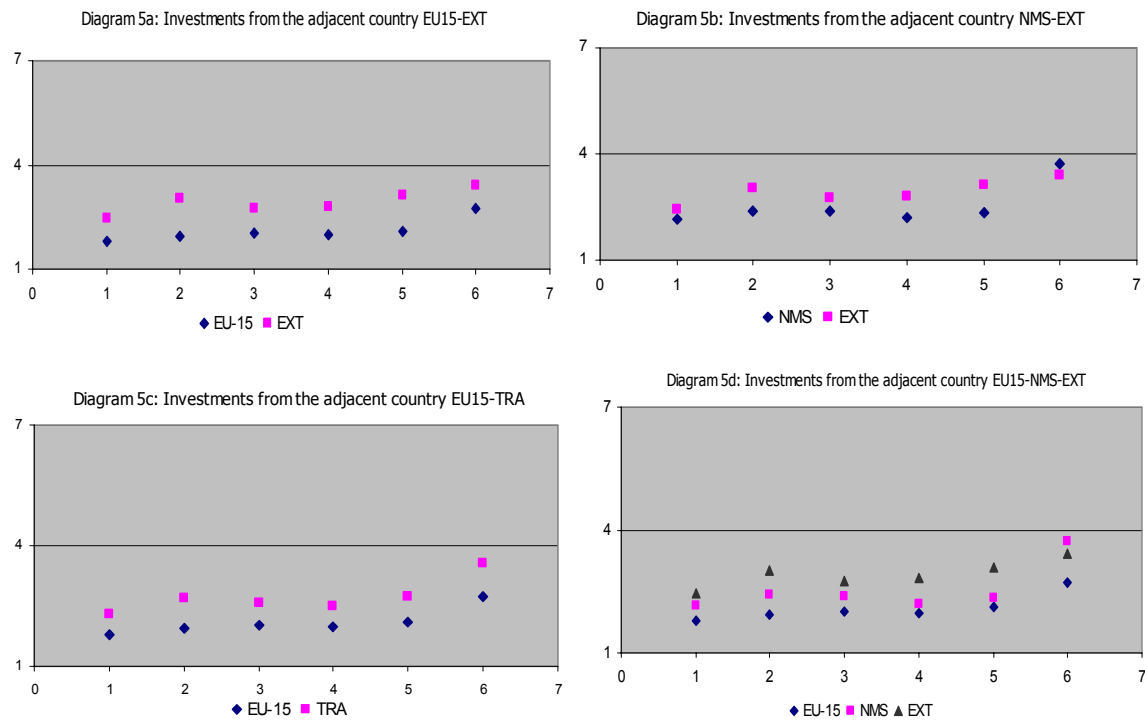 Diagram 5a: Investments from the adjacent country EU15-EXT
7
4
1
0 1 2 3 4 5 6 7
EU-15 EXT
Diagram 5b: Investments from the adjacent country NMS-EXT
7
4
1
0 1 2 3 4 5 6 7
NMS EXT
Diagram 5c: Investments from the adjacent country EU15-TRA
7
4
1
0 1 2 3 4 5 6 7
EU-15 TRA
Diagram 5d: Investments from the adjacent country EU15-NMS-EXT
7
4
1
0 1 2 3 4 5 6 7
EU-15 NMS EXT